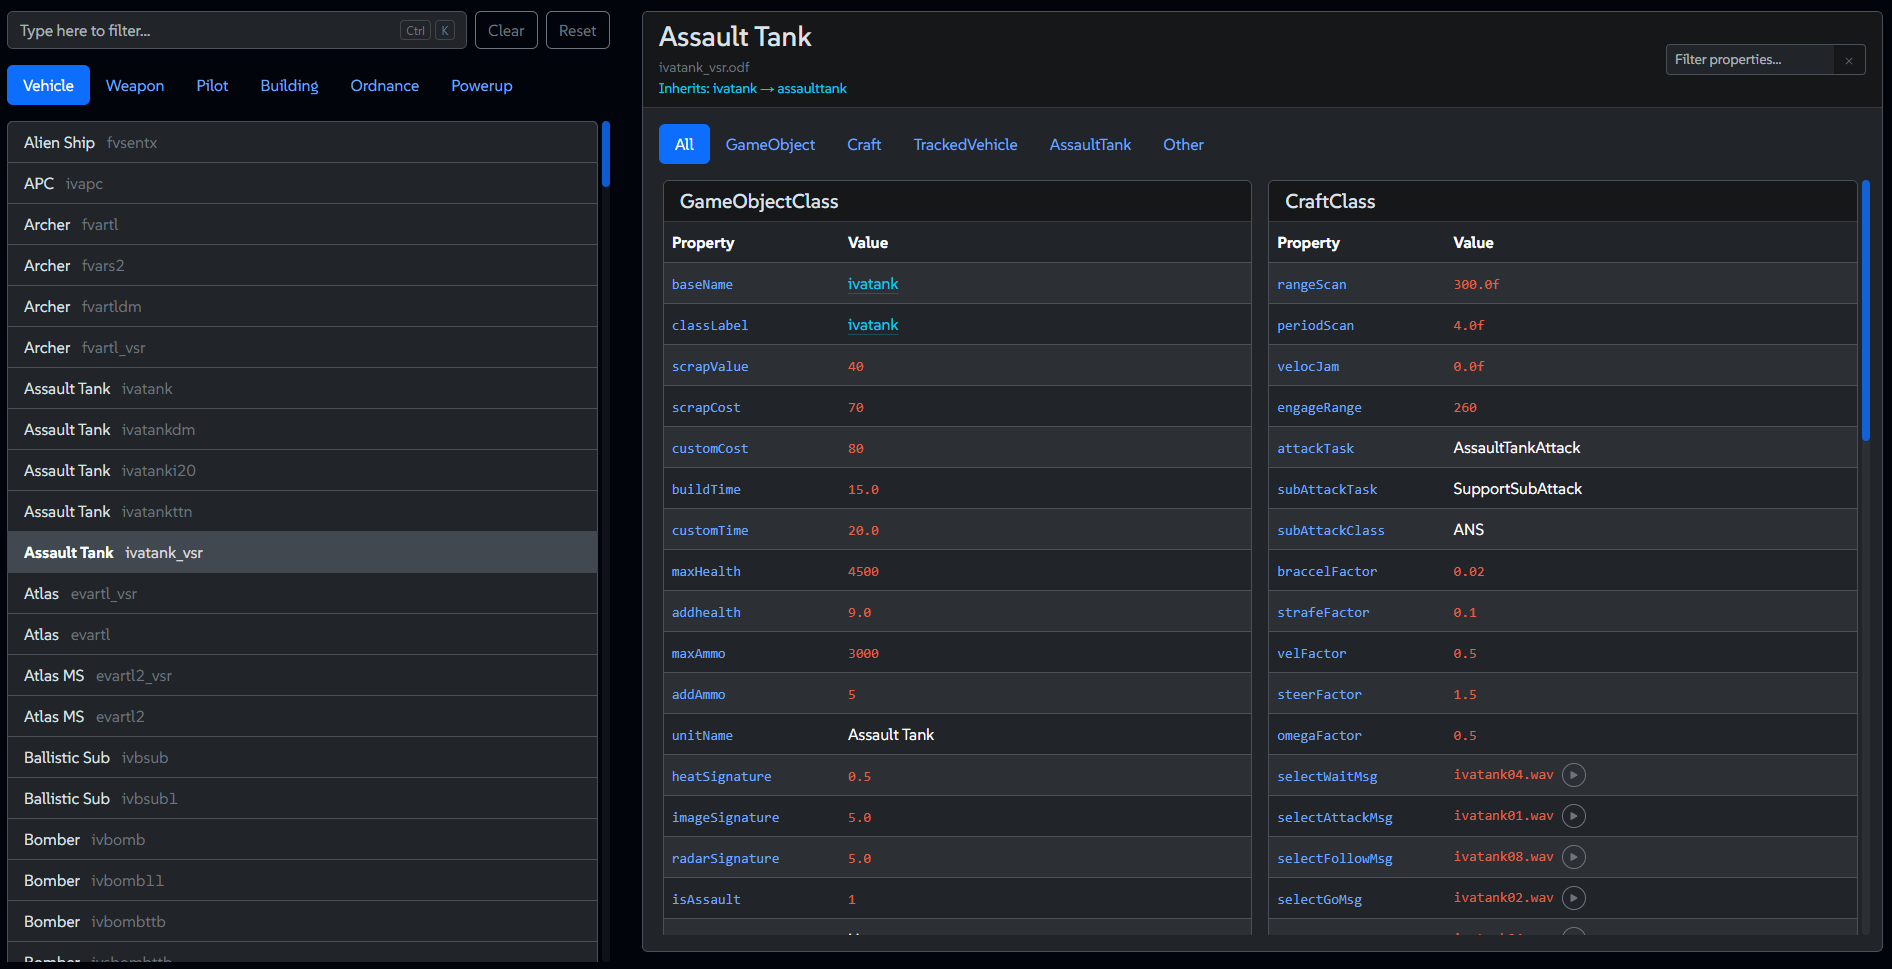 Type here to filter... Ctrl K Clear Reset
Vehicle Weapon Pilot Building Ordnance Powerup
Alien Ship fvsentx
APC ivapc
Archer fvartl
Archer fvars2
Archer fvartldm
Archer fvartl_vsr
Assault Tank ivatank
Assault Tank ivatankdm
Assault Tank ivatanki20
Assault Tank ivatankttn
Assault Tank ivatank_vsr
Atlas evartl_vsr
Atlas evartl
Atlas MS evartl2_vsr
Atlas MS evartl2
Ballistic Sub ivbsub
Ballistic Sub ivbsub1
Bomber ivbomb
Bomber ivbomb11
Bomber ivbombttb
Assault Tank
ivatank_vsr.odf
Inherits: ivatank → assaulttank
Filter properties... ×
All GameObject Craft TrackedVehicle AssaultTank Other
GameObjectClass
Property Value
baseName ivatank
classLabel ivatank
scrapValue 40
scrapCost 70
customCost 80
buildTime 15.0
customTime 20.0
maxHealth 4500
addhealth 9.0
maxAmmo 3000
addAmmo 5
unitName Assault Tank
heatSignature 0.5
imageSignature 5.0
radarSignature 5.0
isAssault 1
CraftClass
Property Value
rangeScan 300.0f
periodScan 4.0f
velocJam 0.0f
engageRange 260
attackTask AssaultTankAttack
subAttackTask SupportSubAttack
subAttackClass ANS
braccelFactor 0.02
strafeFactor 0.1
velFactor 0.5
steerFactor 1.5
omegaFactor 0.5
selectWaitMsg ivatank04.wav
selectAttackMsg ivatank01.wav
selectFollowMsg ivatank08.wav
selectGoMsg ivatank02.wav